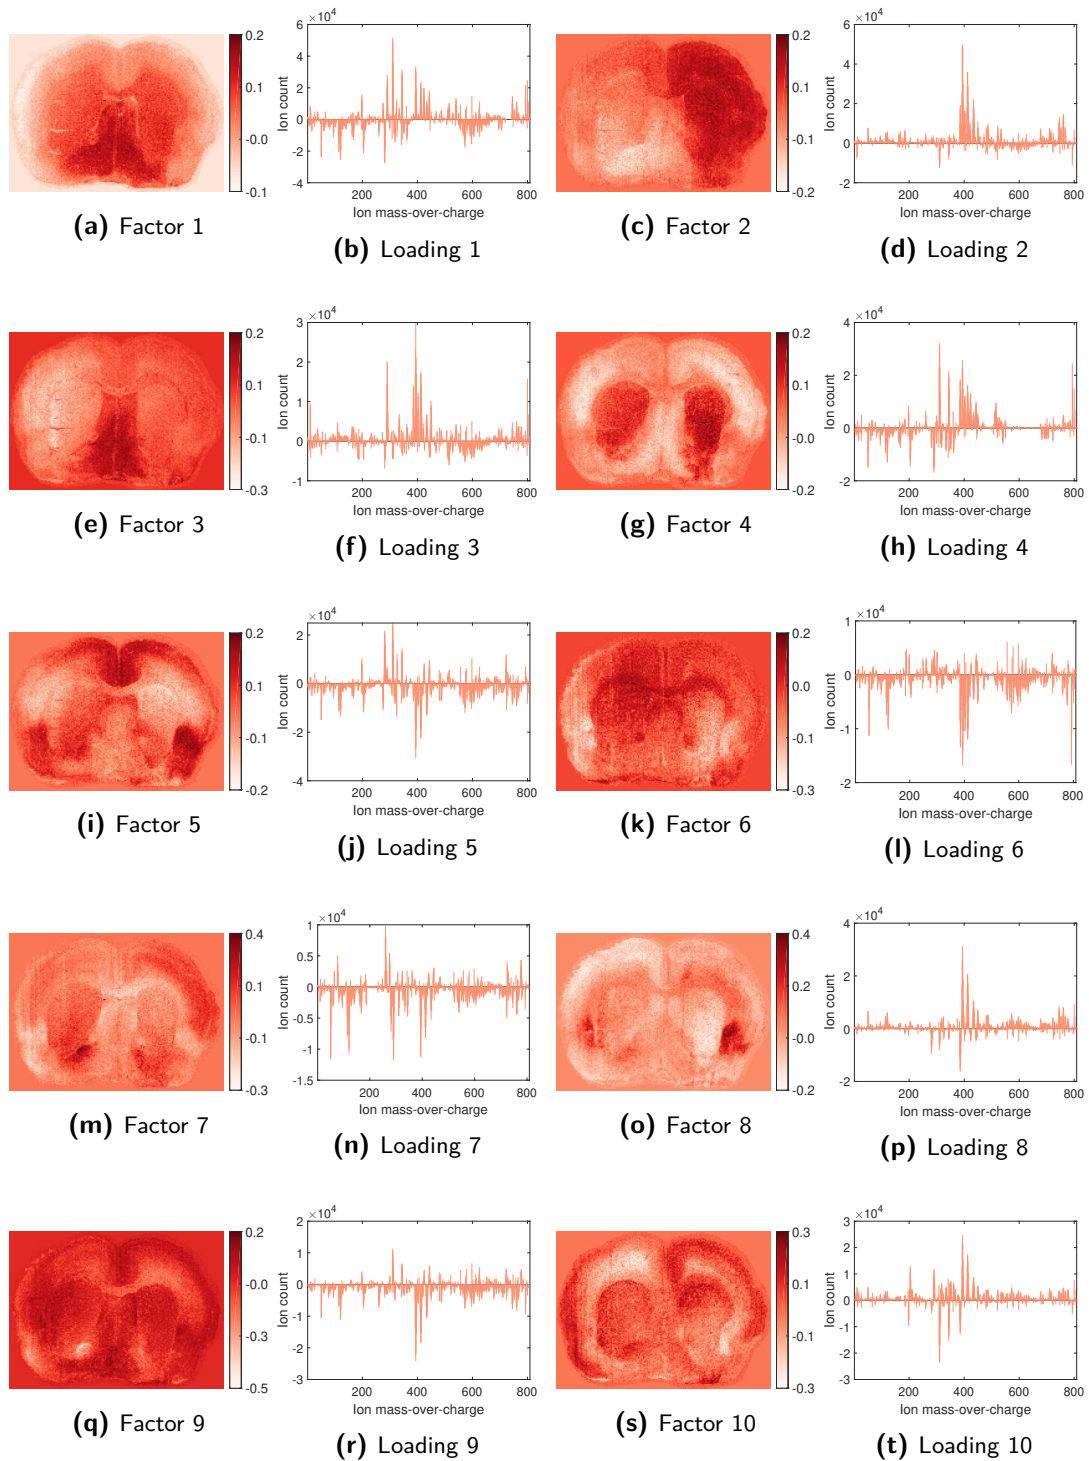 ×10⁴
0.2
0.1
-0.0
-0.1
Ion count
6
4
2
0
-2
-4
200 400 600 800
Ion mass-over-charge
(a) Factor 1
(b) Loading 1
0.2
0.1
-0.1
-0.2
×10⁴
Ion count
6
4
2
0
-2
200 400 600 800
Ion mass-over-charge
(c) Factor 2
(d) Loading 2
0.2
0.1
-0.1
-0.3
×10⁴
Ion count
3
2
1
0
-1
200 400 600 800
Ion mass-over-charge
(e) Factor 3
(f) Loading 3
0.2
0.1
-0.0
-0.2
×10⁴
Ion count
4
2
0
-2
200 400 600 800
Ion mass-over-charge
(g) Factor 4
(h) Loading 4
0.2
0.1
-0.1
-0.2
×10⁴
Ion count
2
0
-2
-4
200 400 600 800
Ion mass-over-charge
(i) Factor 5
(j) Loading 5
0.2
0.0
-0.1
-0.3
×10⁴
Ion count
1
0
-1
-2
200 400 600 800
Ion mass-over-charge
(k) Factor 6
(l) Loading 6
0.4
0.1
-0.1
-0.3
×10⁴
Ion count
1
0.5
0
-0.5
-1
-1.5
200 400 600 800
Ion mass-over-charge
(m) Factor 7
(n) Loading 7
0.4
0.2
0.0
-0.2
×10⁴
Ion count
4
2
0
-2
200 400 600 800
Ion mass-over-charge
(o) Factor 8
(p) Loading 8
0.2
-0.0
-0.3
-0.5
×10⁴
Ion count
2
1
0
-1
-2
-3
200 400 600 800
Ion mass-over-charge
(q) Factor 9
(r) Loading 9
0.3
0.1
-0.1
-0.3
×10⁴
Ion count
3
2
1
0
-1
-2
-3
200 400 600 800
Ion mass-over-charge
(s) Factor 10
(t) Loading 10